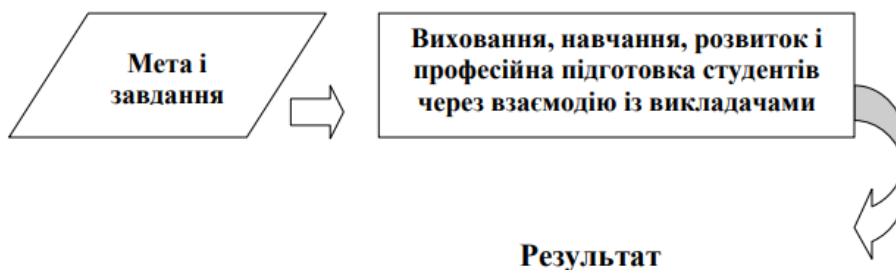 Мета і
завдання
Виховання, навчання, розвиток і
професійна підготовка студентів
через взаємодію із викладачами
Результат